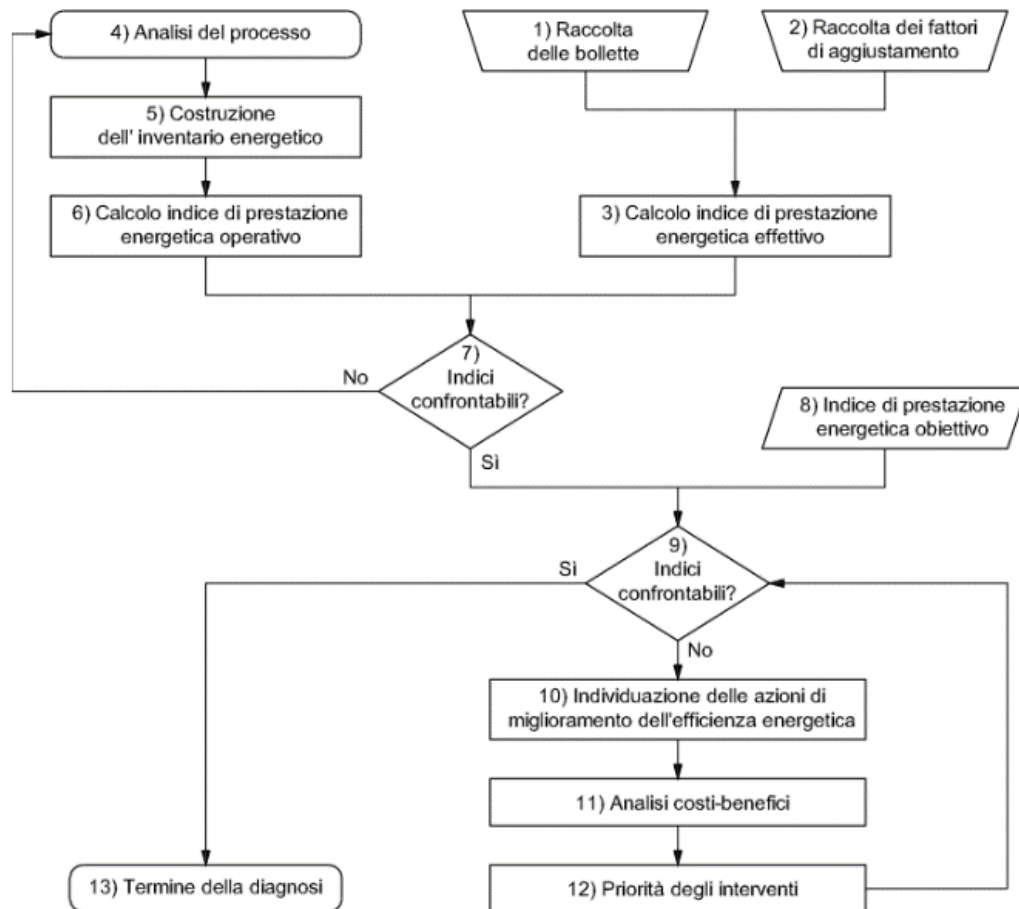 4) Analisi del processo
1) Raccolta
delle bollette
2) Raccolta dei fattori
di aggiustamento
5) Costruzione
dell' inventario energetico
6) Calcolo indice di prestazione
energetica operativo
3) Calcolo indice di prestazione
energetica effettivo
7)
Indici
confrontabili?
No
Sì
8) Indice di prestazione
energetica obiettivo
9)
Indici
confrontabili?
Sì
No
10) Individuazione delle azioni di
miglioramento dell'efficienza energetica
11) Analisi costi-benefici
12) Priorità degli interventi
13) Termine della diagnosi